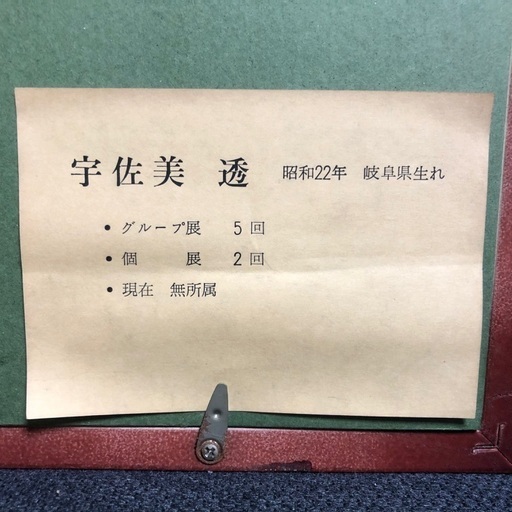 宇佐美 透 昭和22年 岐阜県生れ
• グループ展 5回
• 個展 2回
• 現在 無所属